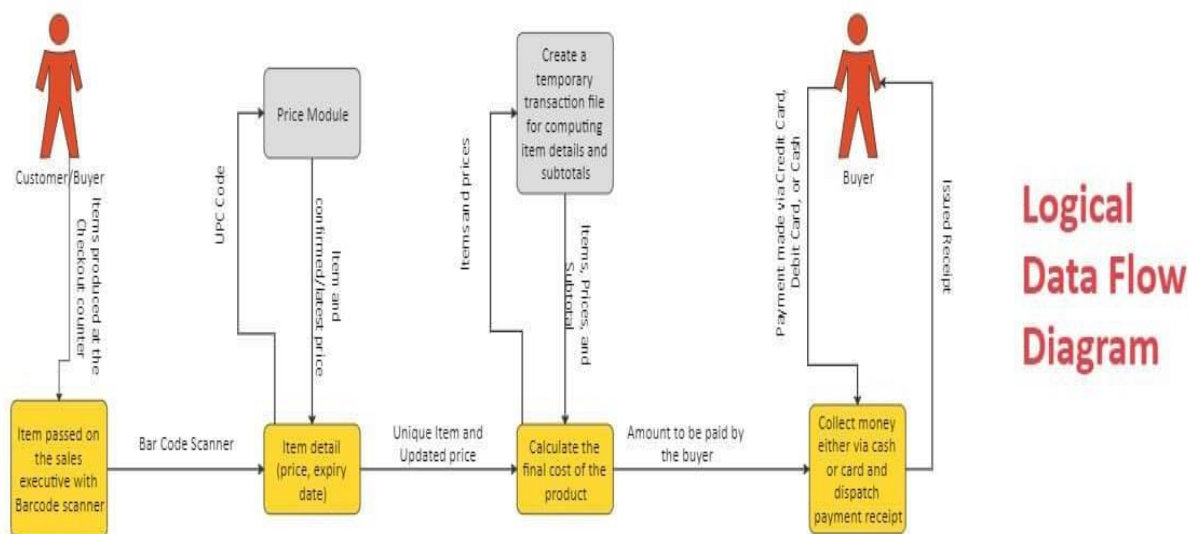 Customer/Buyer
Items produced at the
Checkout counter
Item passed on
the sales
executive with
Barcode scanner
Bar Code Scanner
Price Module
UPC Code
Item and
confirmed/latest price
Item detail
(price, expiry
date)
Unique Item and
Updated price
Create a
temporary
transaction file
for computing
item details and
subtotals
Items and prices
Items, Prices, and
Subtotal
Calculate the
final cost of the
product
Amount to be paid by
the buyer
Buyer
Payment made via Credit Card,
Debit Card, or Cash
Issued Receipt
Collect money
either via cash
or card and
dispatch
payment receipt
Logical
Data Flow
Diagram